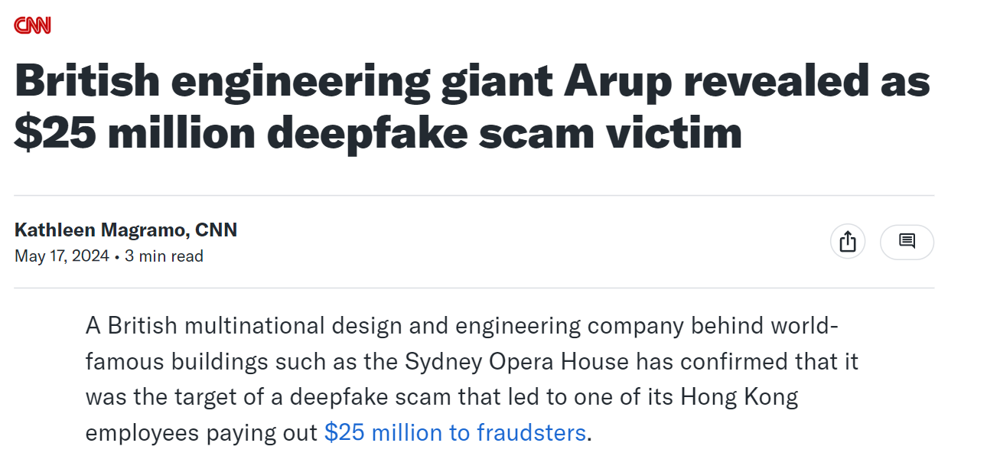 CNN
British engineering giant Arup revealed as
$25 million deepfake scam victim
Kathleen Magramo, CNN
May 17, 2024 • 3 min read
A British multinational design and engineering company behind world-
famous buildings such as the Sydney Opera House has confirmed that it
was the target of a deepfake scam that led to one of its Hong Kong
employees paying out $25 million to fraudsters.